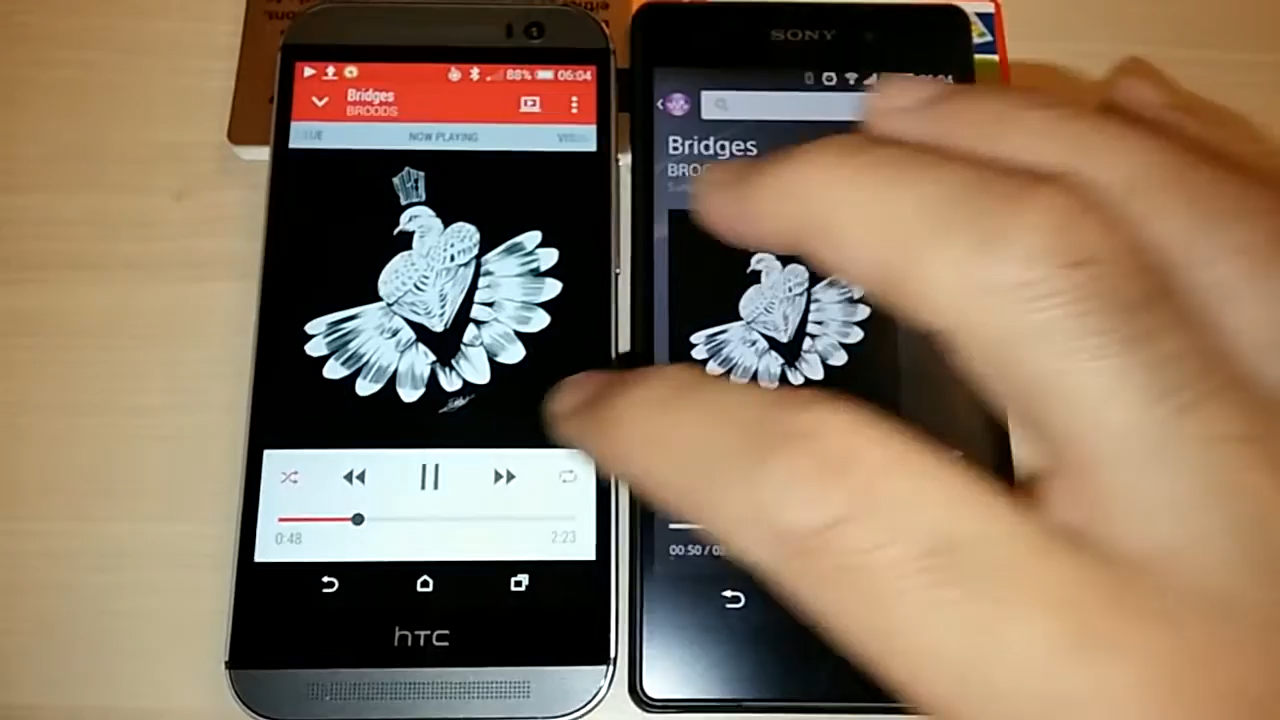 SONY
88% 06:04
Bridges
BROODS
NOW PLAYING
Bridges
0:48
2:23
00:50 /
hTC